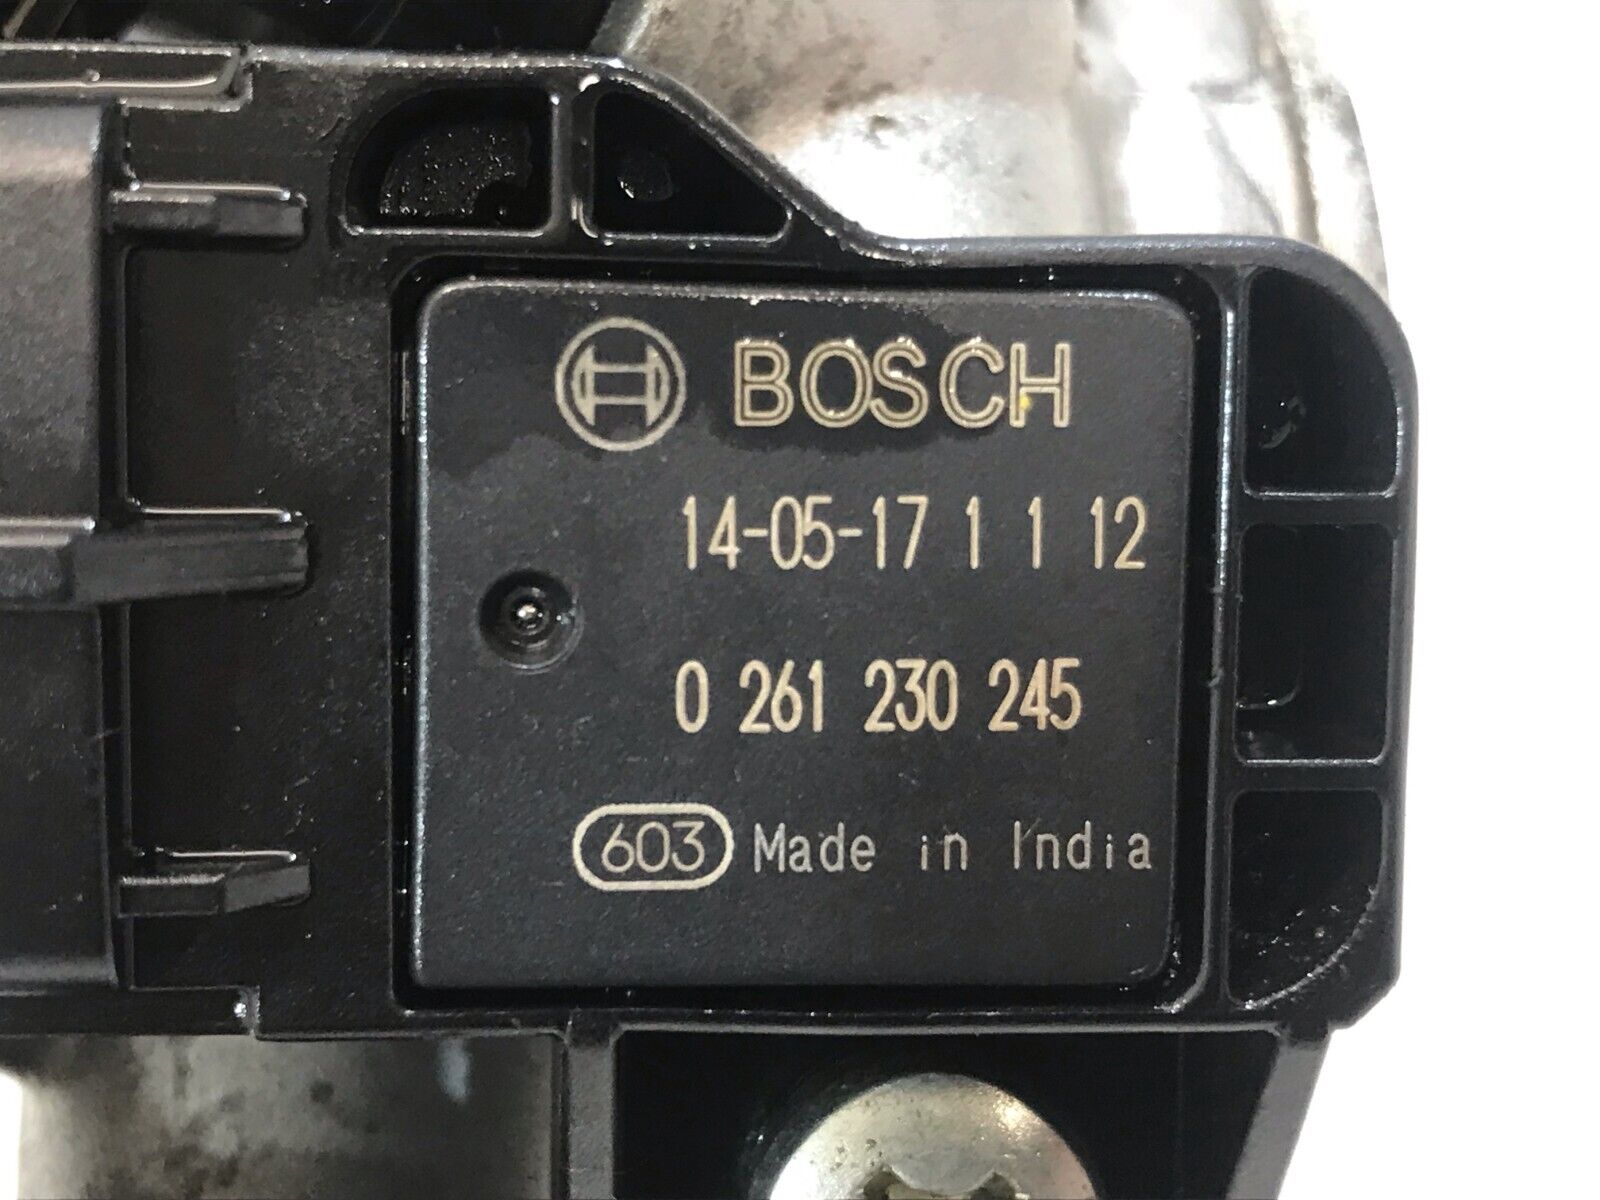 BOSCH
14-05-17 1 1 12
0 261 230 245
603 Made in India